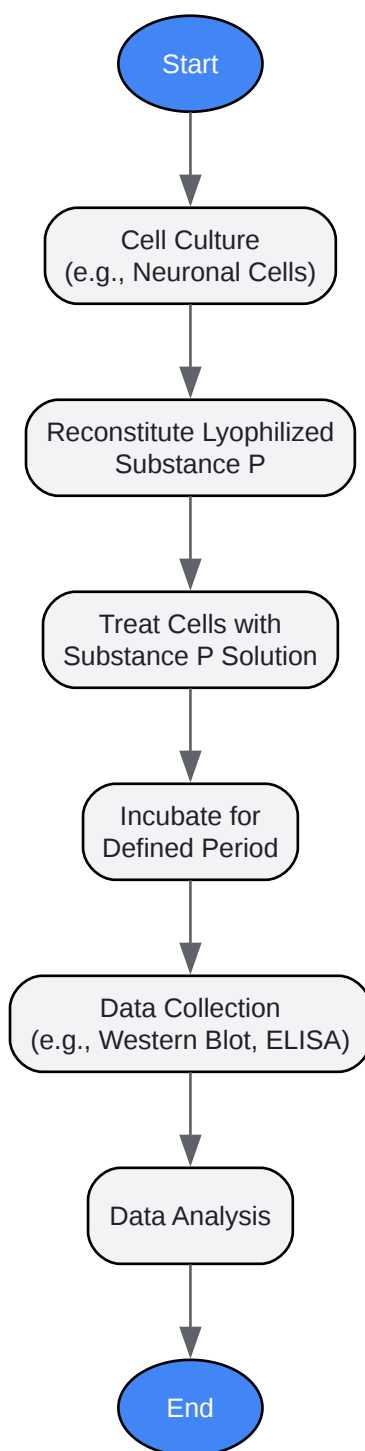 Start
Cell Culture
(e.g., Neuronal Cells)
Reconstitute Lyophilized
Substance P
Treat Cells with
Substance P Solution
Incubate for
Defined Period
Data Collection
(e.g., Western Blot, ELISA)
Data Analysis
End